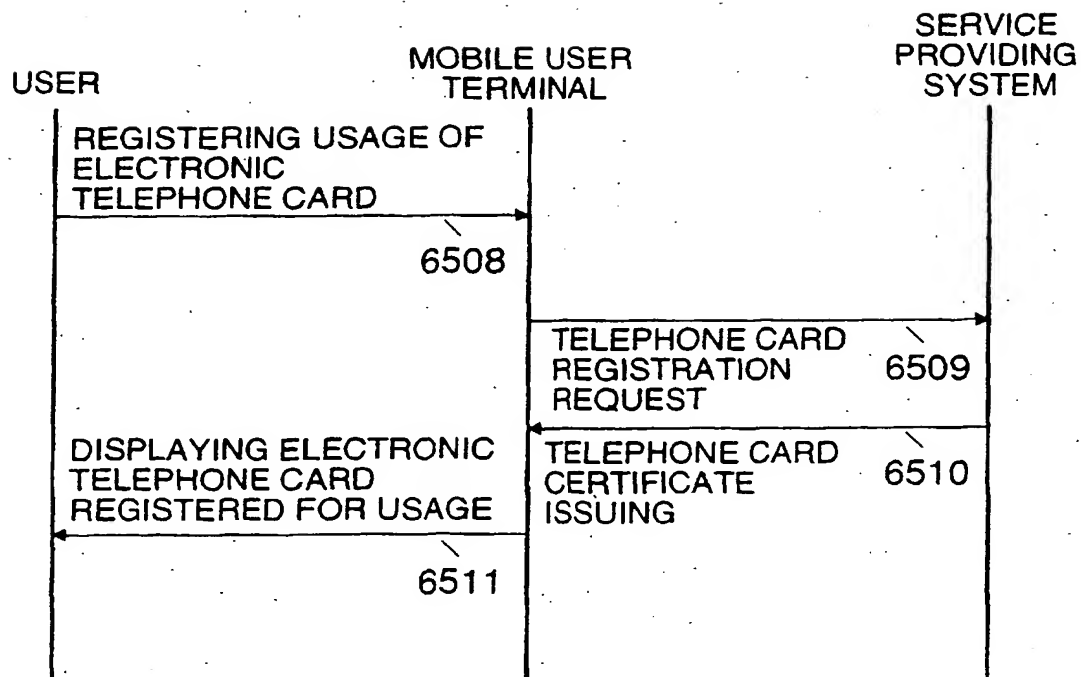 USER
MOBILE USER
TERMINAL
SERVICE
PROVIDING
SYSTEM
REGISTERING USAGE OF
ELECTRONIC
TELEPHONE CARD
6508
TELEPHONE CARD
REGISTRATION
REQUEST
6509
TELEPHONE CARD
CERTIFICATE
ISSUING
6510
DISPLAYING ELECTRONIC
TELEPHONE CARD
REGISTERED FOR USAGE
6511